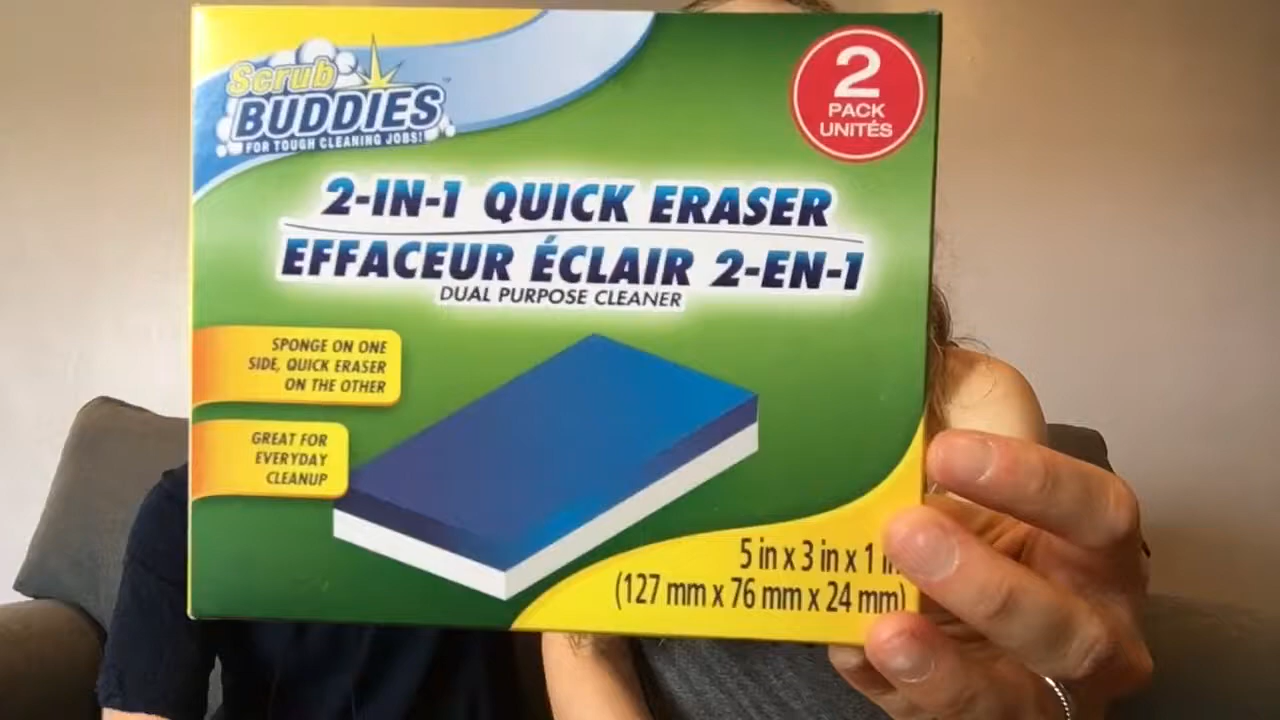 Scrub
BUDDIES
FOR TOUGH CLEANING JOBS!
2
PACK
UNITÉS
2-IN-1 QUICK ERASER
EFFACEUR ÉCLAIR 2-EN-1
DUAL PURPOSE CLEANER
SPONGE ON ONE
SIDE, QUICK ERASER
ON THE OTHER
GREAT FOR
EVERYDAY
CLEANUP
5 in x 3 in x 1 in
(127 mm x 76 mm x 24 mm)